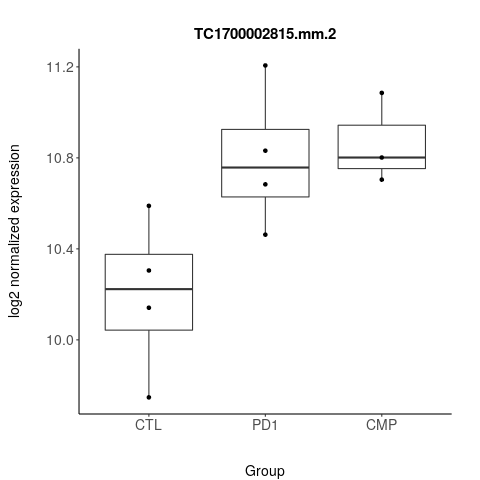 TC1700002815.mm.2
log2 normalized expression
11.2
10.8
10.4
10.0
CTL
PD1
CMP
Group